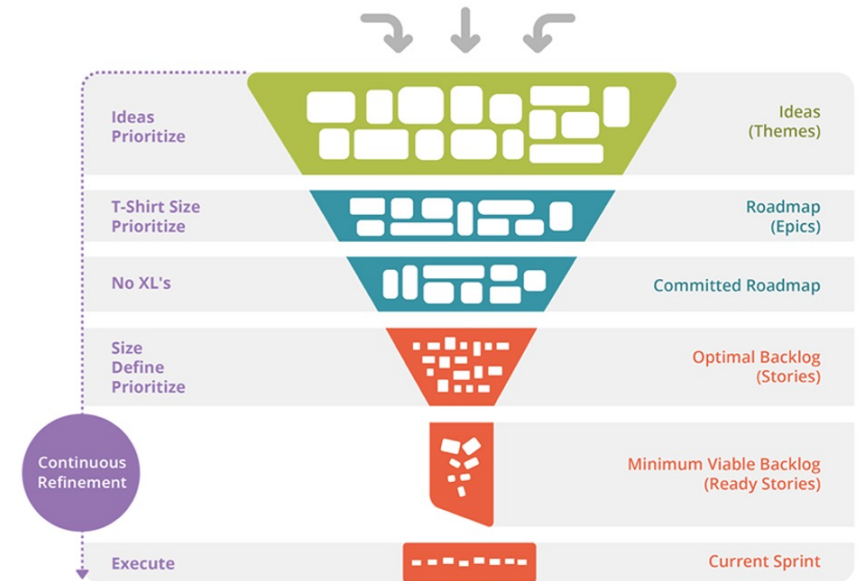 Ideas
Prioritize
Ideas
(Themes)
T-Shirt Size
Prioritize
Roadmap
(Epics)
No XL's
Committed Roadmap
Size
Define
Prioritize
Optimal Backlog
(Stories)
Continuous
Refinement
Minimum Viable Backlog
(Ready Stories)
Execute
Current Sprint